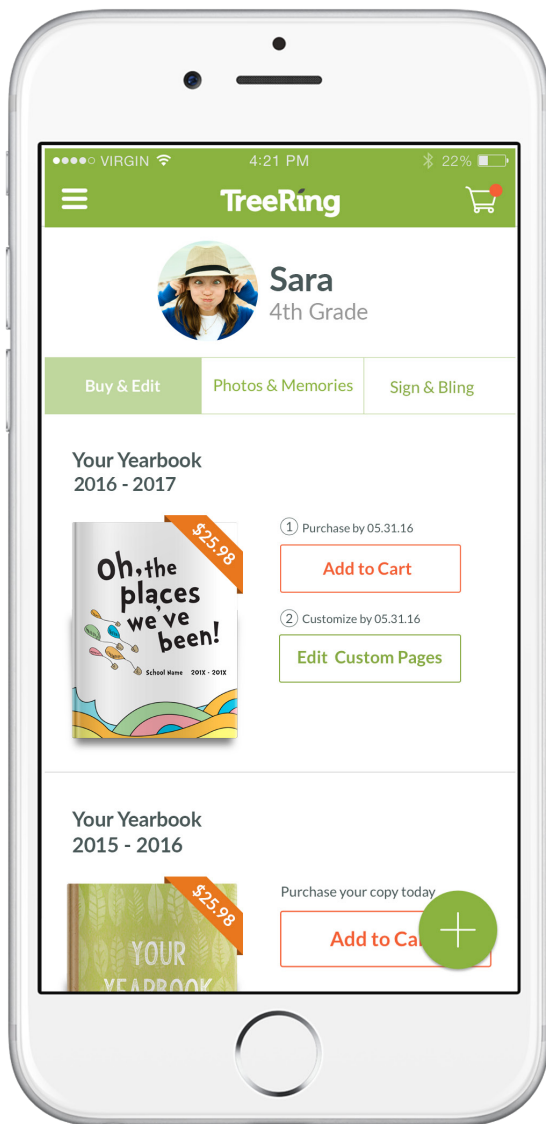 VIRGIN 4:21 PM 22%
TreeRing
Sara
4th Grade
Buy & Edit Photos & Memories Sign & Bling
Your Yearbook
2016 - 2017
$25.98
oh, the
places
we've
been!
School Name 201X - 201X
1 Purchase by 05.31.16
Add to Cart
2 Customize by 05.31.16
Edit Custom Pages
Your Yearbook
2015 - 2016
$25.98
YOUR
YEARBOOK
Purchase your copy today
Add to Ca